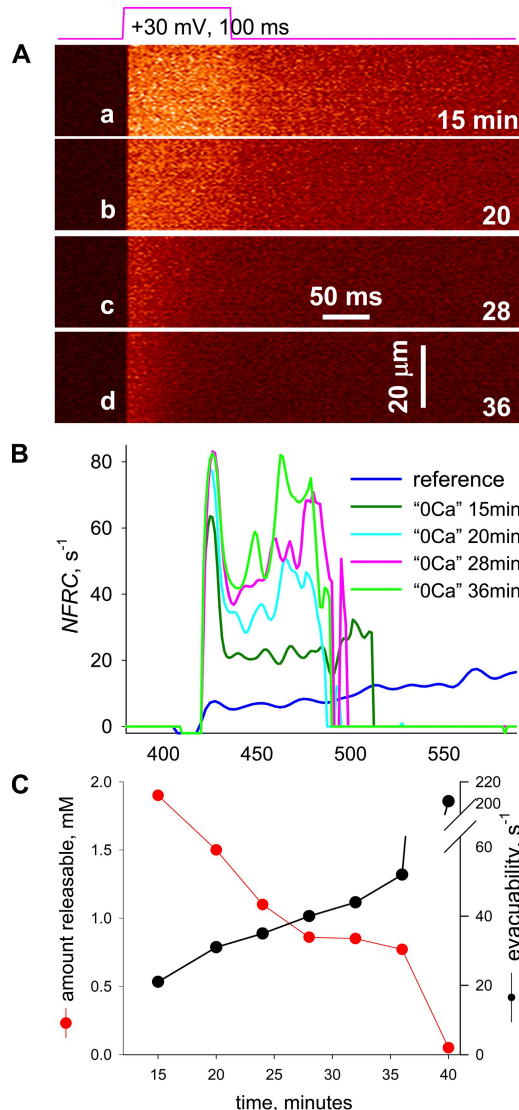 +30 mV, 100 ms
A
a
15 min
b
20
c
50 ms
28
d
20 μm
36
B
80
60
40
20
0
NFRC, s-1
reference
“0Ca” 15min
“0Ca” 20min
“0Ca” 28min
“0Ca” 36min
400
450
500
550
C
2.0
1.5
1.0
0.5
0.0
amount releasable, mM
220
200
60
40
20
0
evacuability, s-1
15
20
25
30
35
40
time, minutes